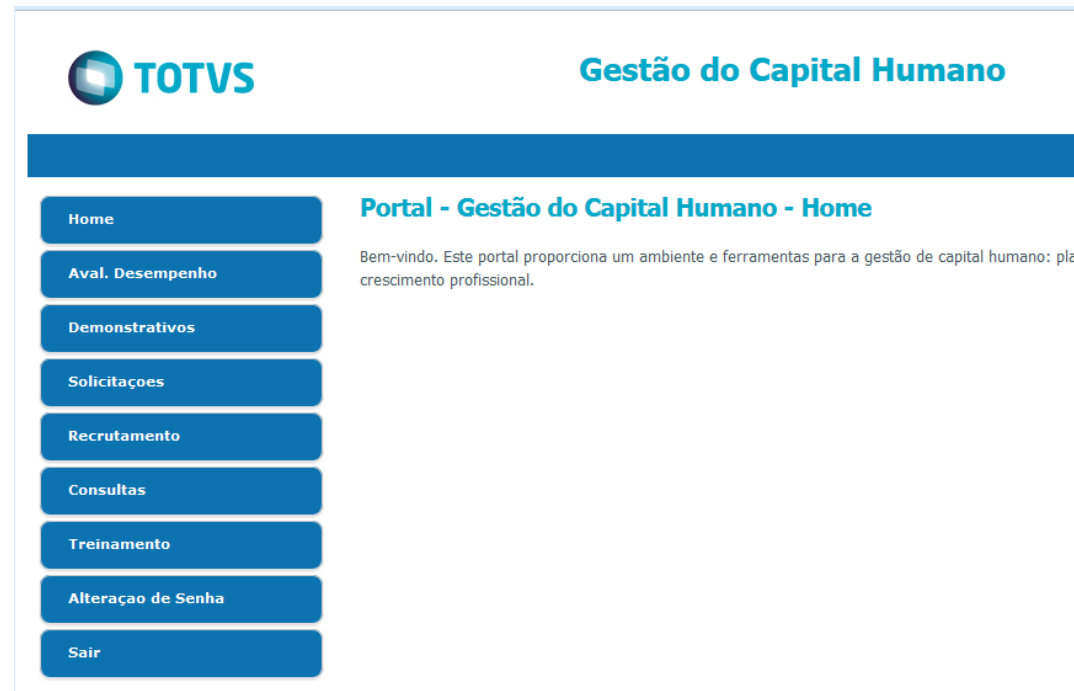 TOTVS
Gestão do Capital Humano
Home
Aval. Desempenho
Demonstrativos
Solicitaçoes
Recrutamento
Consultas
Treinamento
Alteraçao de Senha
Sair
Portal - Gestão do Capital Humano - Home
Bem-vindo. Este portal proporciona um ambiente e ferramentas para a gestão de capital humano:
crescimento profissional.